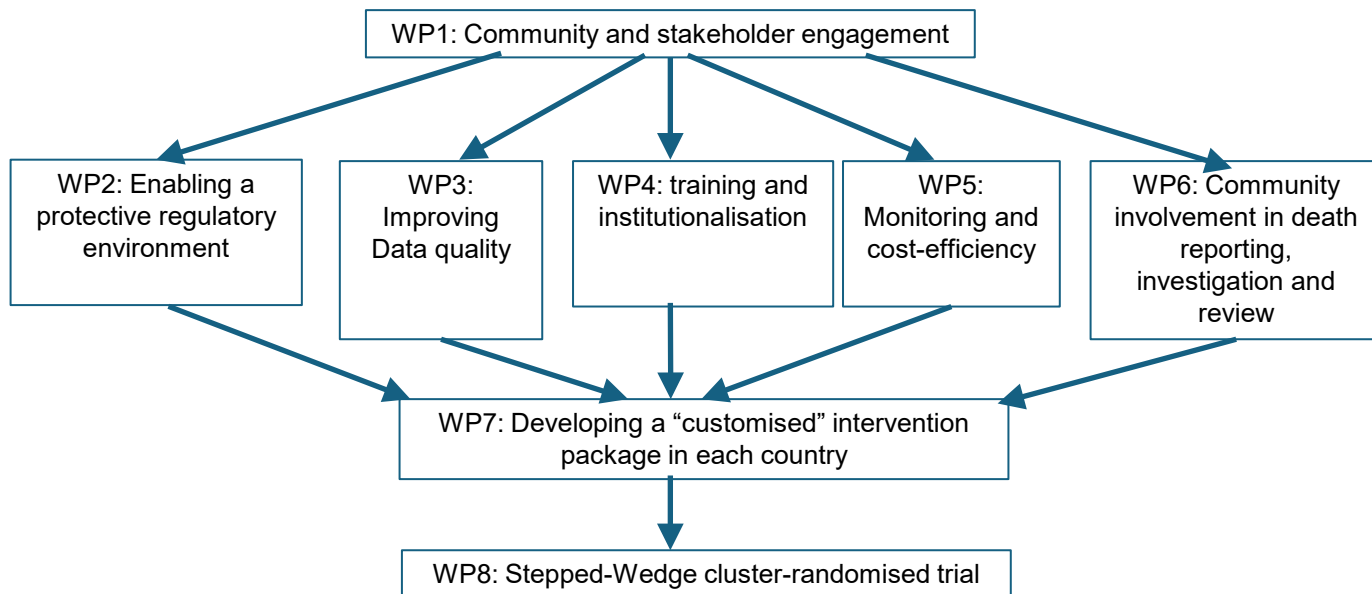 WP1: Community and stakeholder engagement
WP2: Enabling a
protective regulatory
environment
WP3:
Improving
Data quality
WP4: training and
institutionalisation
WP5:
Monitoring and
cost-efficiency
WP6: Community
involvement in death
reporting,
investigation and
review
WP7: Developing a “customised” intervention
package in each country
WP8: Stepped-Wedge cluster-randomised trial